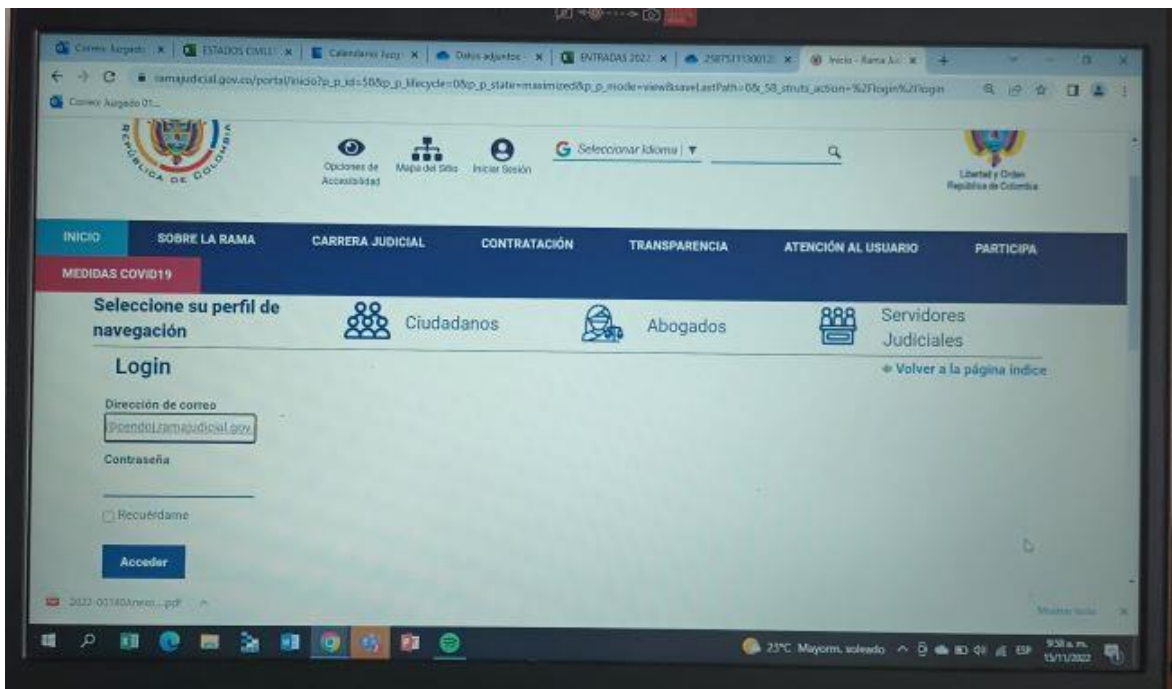 Correo Juzgado
ESTADOS CIVILES
Calendario Juzg
Datos adjuntos -
ENTRADAS 2022
Inicio - Rama Jud
ramajudicial.gov.co/portal/inicio?p_p_id=58&p_p_lifecycle=0&p_p_state=maximized&p_p_mode=view&saveLastPath=0&_58_struts_action=%2Flogin%2Flogin
Correo Juzgado 01...
REPÚBLICA DE COLOMBIA
Opciones de
Accesibilidad
Mapa del Sitio
Iniciar Sesión
G Seleccionar idioma ▼
Libertad y Orden
República de Colombia
INICIO
SOBRE LA RAMA
CARRERA JUDICIAL
CONTRATACIÓN
TRANSPARENCIA
ATENCIÓN AL USUARIO
PARTICIPA
MEDIDAS COVID19
Seleccione su perfil de
navegación
Ciudadanos
Abogados
Servidores
Judiciales
Login
Volver a la página índice
Dirección de correo
@cendoj.ramajudicial.gov.
Contraseña
Recuérdame
Acceder
2022-00140Anexo....pdf
Mostrar todo
23°C Mayorm. soleado
ESP
9:58 a.m.
15/11/2022